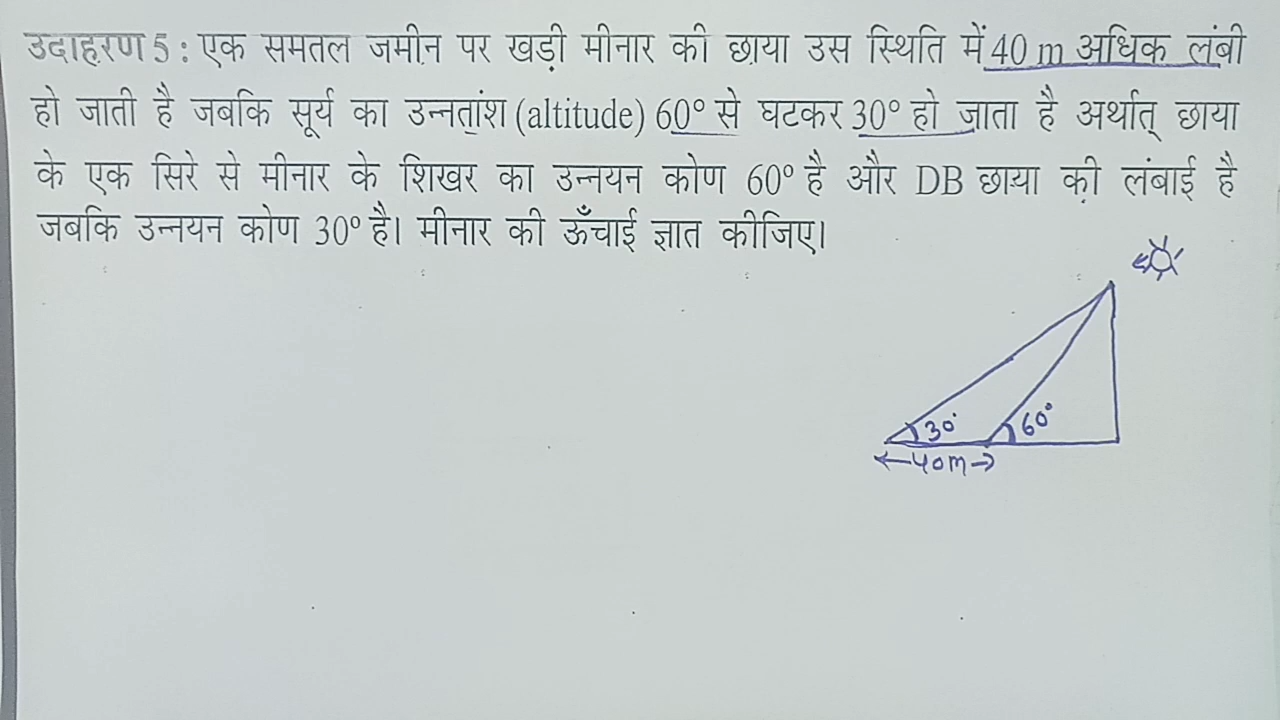 उदाहरण 5 : एक समतल जमीन पर खड़ी मीनार की छाया उस स्थिति में 40 m अधिक लंबी
हो जाती है जबकि सूर्य का उन्नतांश (altitude) 60° से घटकर 30° हो जाता है अर्थात् छाया
के एक सिरे से मीनार के शिखर का उन्नयन कोण 60° है और DB छाया की लंबाई है
जबकि उन्नयन कोण 30° है। मीनार की ऊँचाई ज्ञात कीजिए।
30° 60°
40m